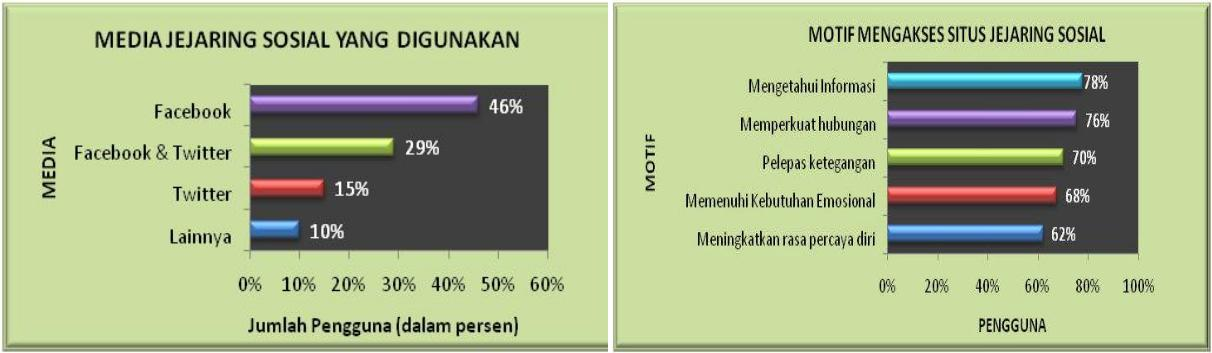 MEDIA JEJARING SOSIAL YANG DIGUNAKAN
MEDIA
Facebook 46%
Facebook & Twitter 29%
Twitter 15%
Lainnya 10%
0% 10% 20% 30% 40% 50% 60%
Jumlah Pengguna (dalam persen)
MOTIF MENGAKSES SITUS JEJARING SOSIAL
MOTIF
Mengetahui Informasi 78%
Memperkuat hubungan 76%
Pelepas ketegangan 70%
Memenuhi Kebutuhan Emosional 68%
Meningkatkan rasa percaya diri 62%
0% 20% 40% 60% 80% 100%
PENGGUNA